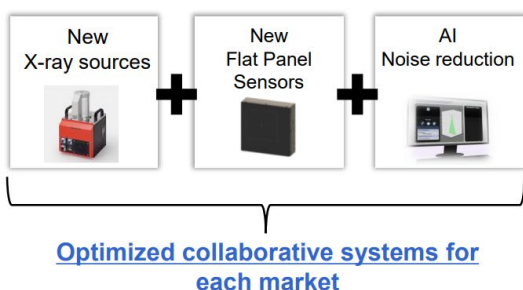 New
X-ray sources
New
Flat Panel
Sensors
AI
Noise reduction
Optimized collaborative systems for
each market